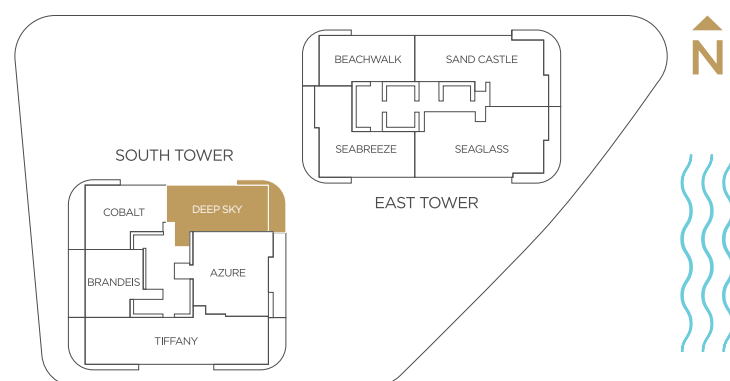 N
BEACHWALK
SAND CASTLE
SEABREEZE
SEAGLASS
EAST TOWER
SOUTH TOWER
COBALT
DEEP SKY
BRANDEIS
AZURE
TIFFANY